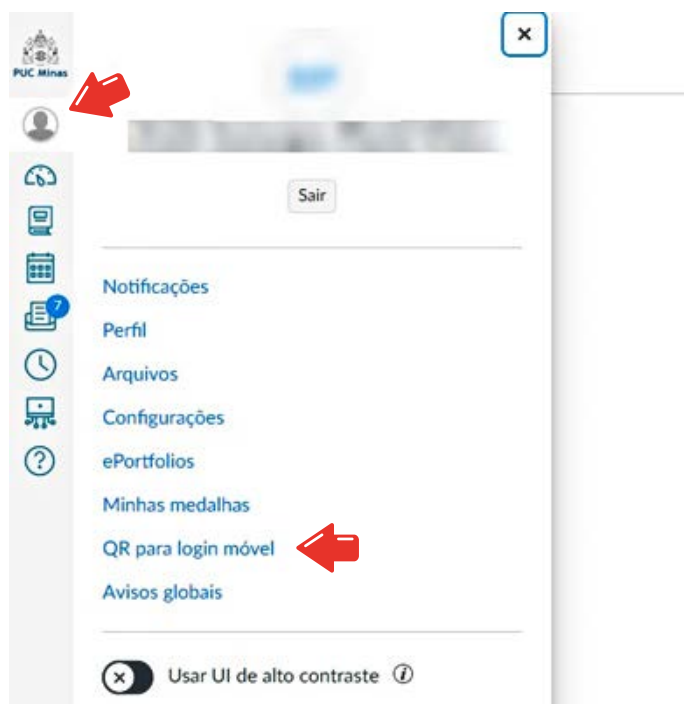 PUC Minas
×
Sair
7
Notificações
Perfil
Arquivos
Configurações
ePortfolios
Minhas medalhas
QR para login móvel
Avisos globais
Usar UI de alto contraste